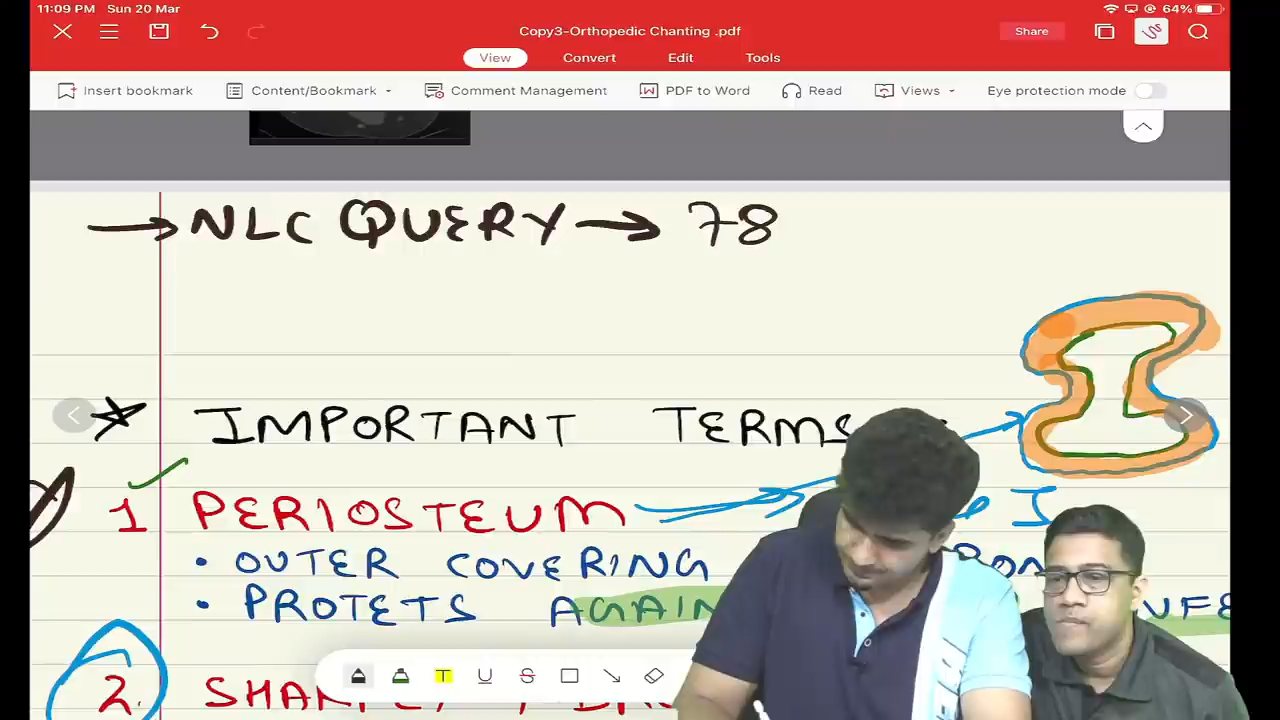 11:09 PM Sun 20 Mar 64%
Copy3-Orthopedic Chanting .pdf
Share
View Convert Edit Tools
Insert bookmark Content/Bookmark Comment Management PDF to Word Read Views Eye protection mode
→ NLC QUERY → 78
★ IMPORTANT TERMS
1 PERIOSTEUM → I
• OUTER COVERING
• PROTETS AGAIN
2.